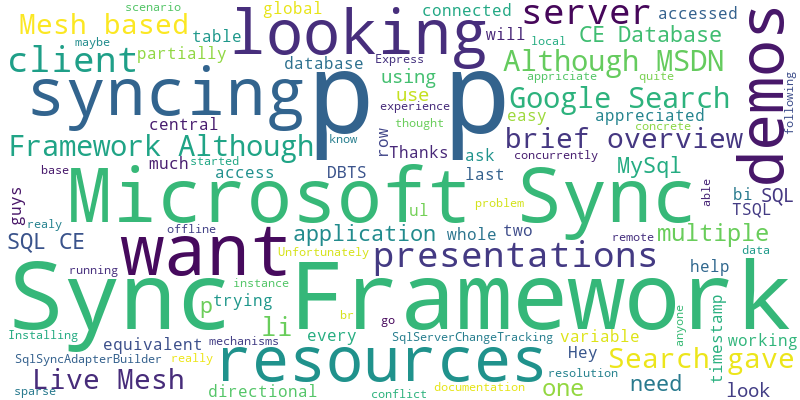 scenario
global
connected
server
accessed
Mesh based
looking
will
CE Database
maybe
table
client
partially
database
Express
local
Although MSDN
demos
syncing
p p
using
appriciate
quite
following
use
experience
Google Search
central
row
thought
easy
appreciated
concrete
Framework Although
know
Thanks
brief overview
much
started
ask
concurrently
base
access
DBTS
last
MySql
able
Microsoft Sync
guys
ul
problem
bi
SQL
TSQL
realy
offline
application
whole
two
remote
multiple
SQL CE
want
Unfortunately
presentations
data
running
instance
help
Sync Framework
p
trying
li
br
go
SqlServerChangeTracking
anyone
timestamp
Installing
equivalent
mechanisms
every
variable
working
SqlSyncAdapterBuilder
really
resources
Hey
Search gave
Live Mesh
resolution
need
look
sparse
directional
conflict
documentation
one